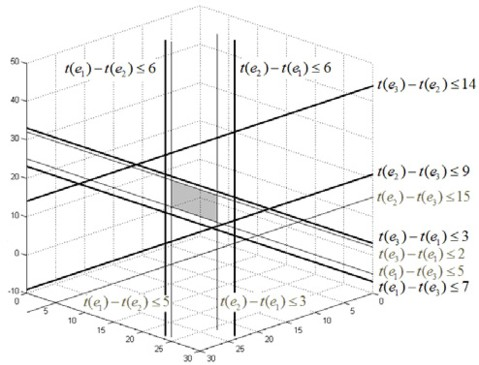 50
40
30
20
10
0
-10
t(e₁)−t(e₂)≤6
t(e₂)−t(e₁)≤6
t(e₃)−t(e₂)≤14
t(e₂)−t(e₃)≤9
t(e₂)−t(e₃)≤15
t(e₃)−t(e₁)≤3
t(e₃)−t(e₁)≤2
t(e₁)−t(e₃)≤5
t(e₁)−t(e₃)≤7
t(e₁)−t(e₂)≤5
t(e₂)−t(e₁)≤3
0 5 10 15 20 25 30
30 25 20 15 10 5 0